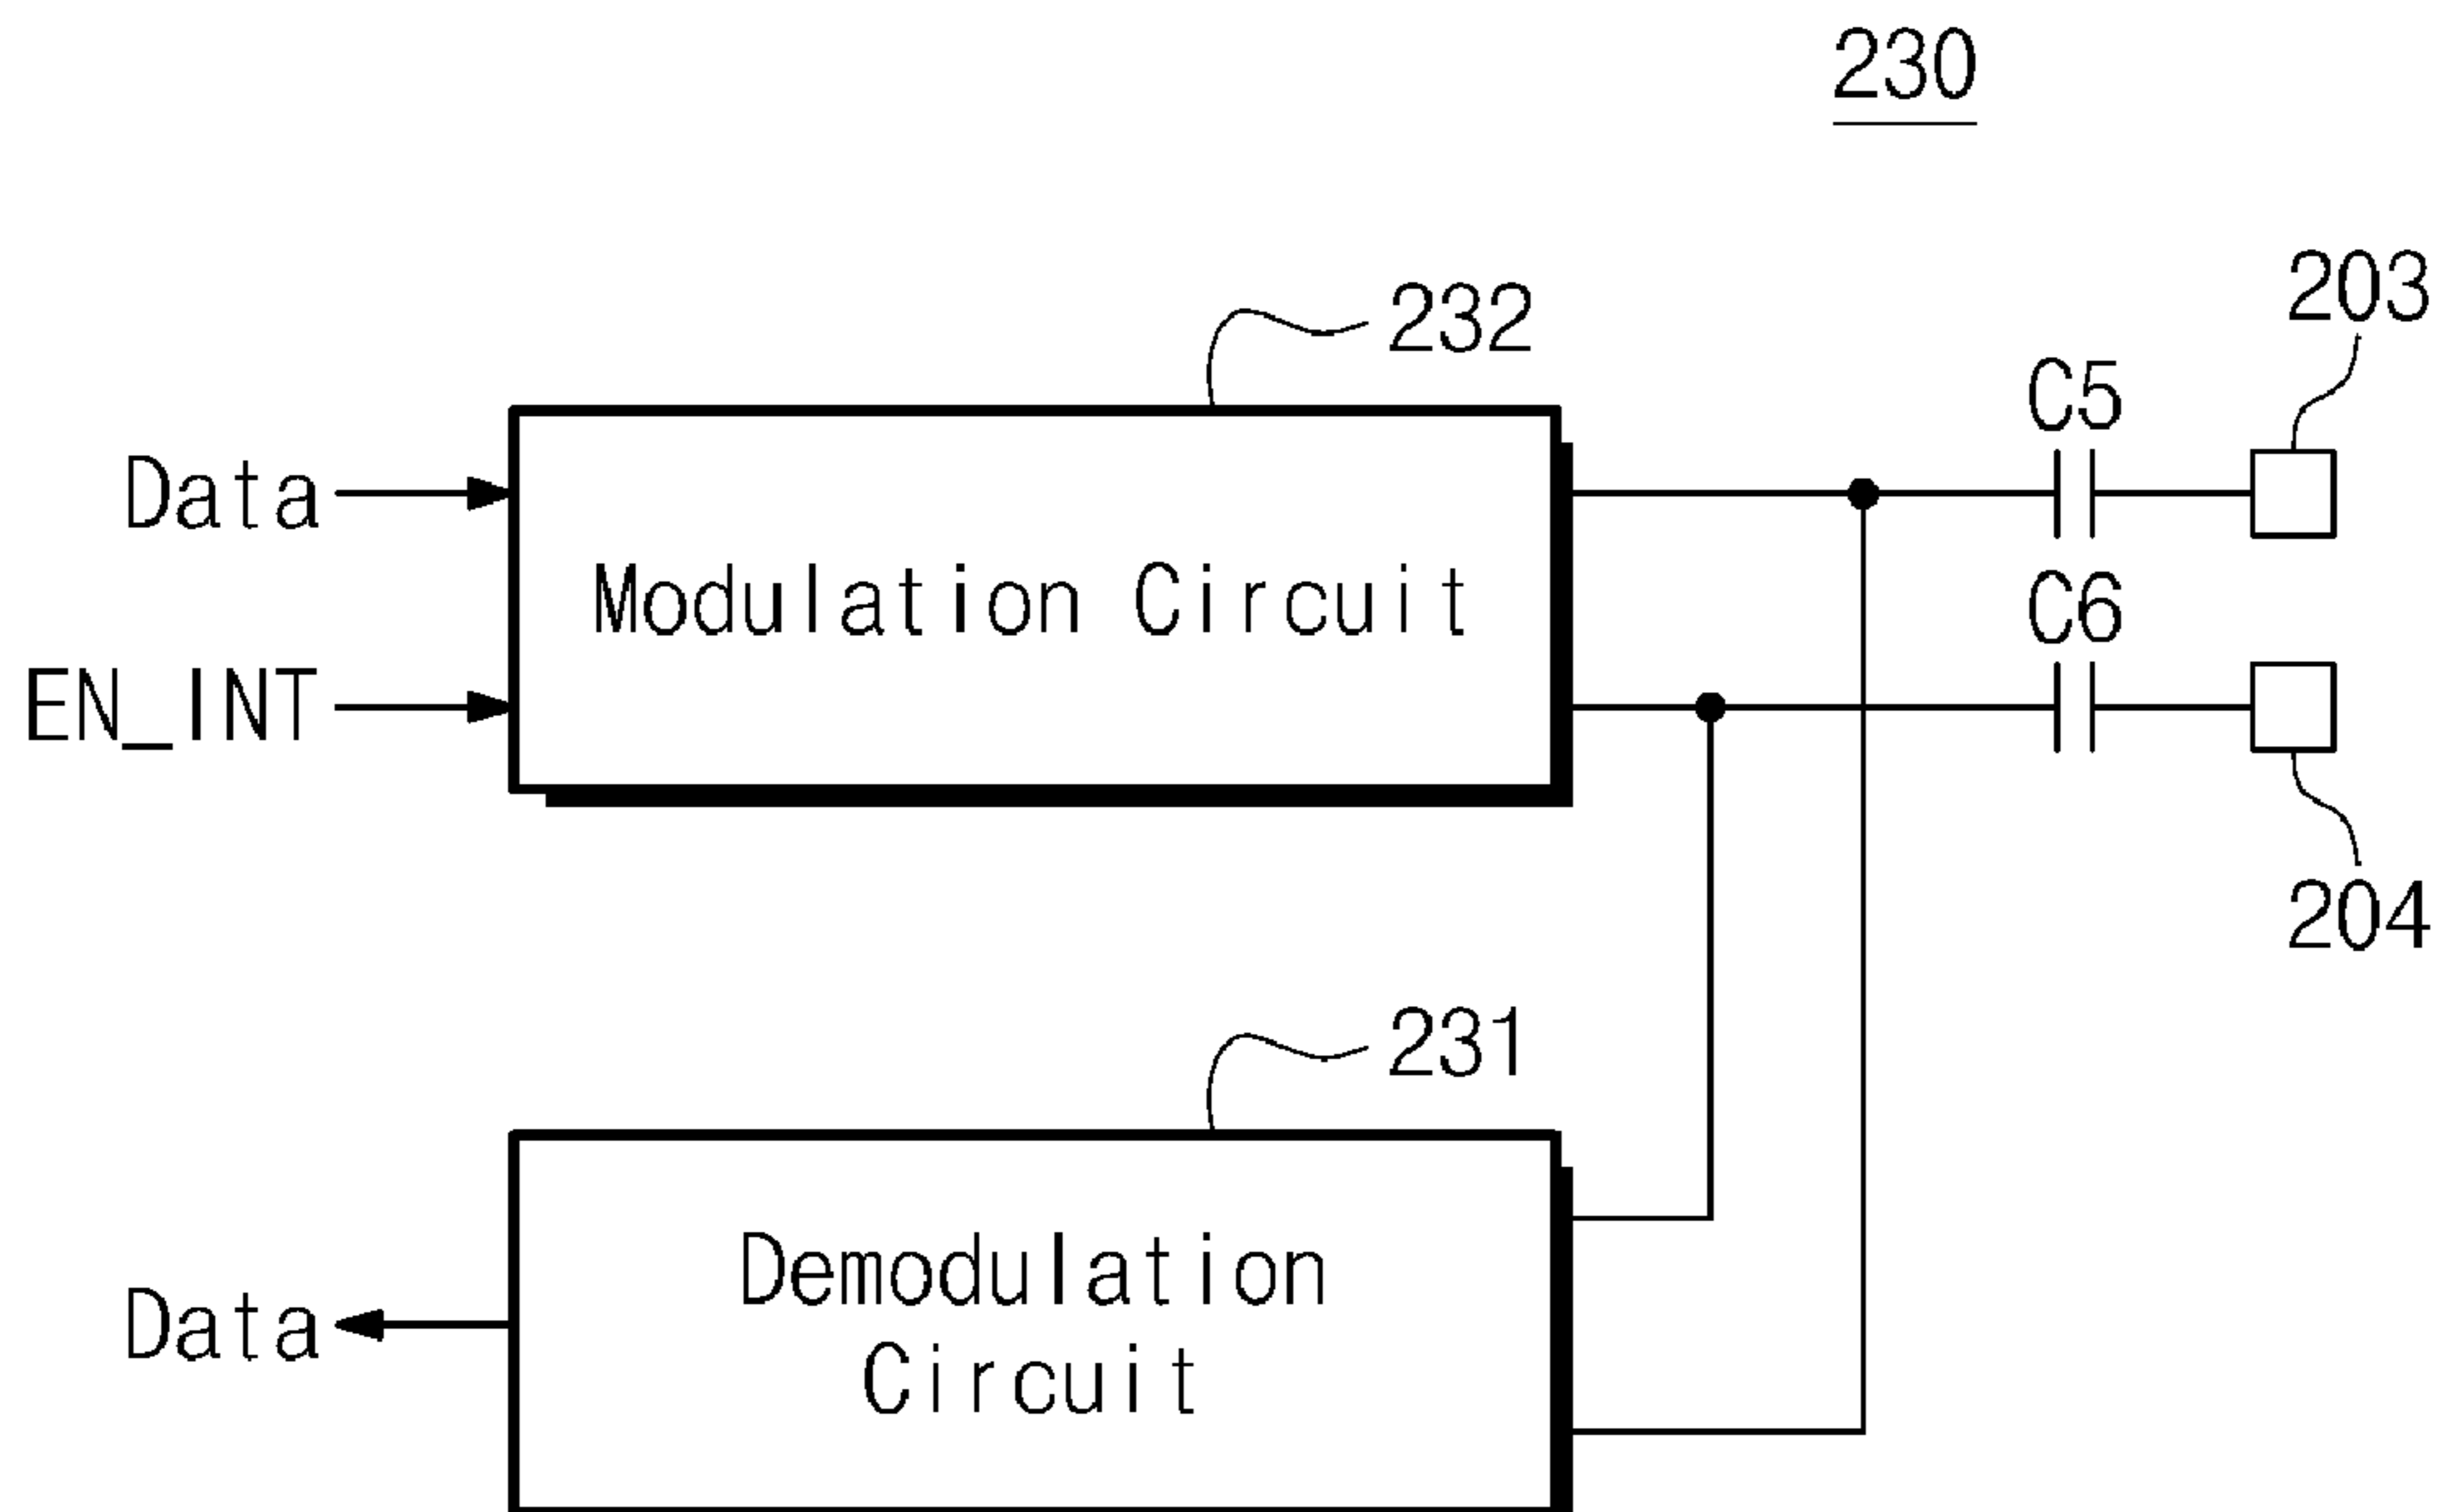 230
203
232
C5
Data
Modulation Circuit
C6
EN_INT
204
231
Demodulation
Circuit
Data